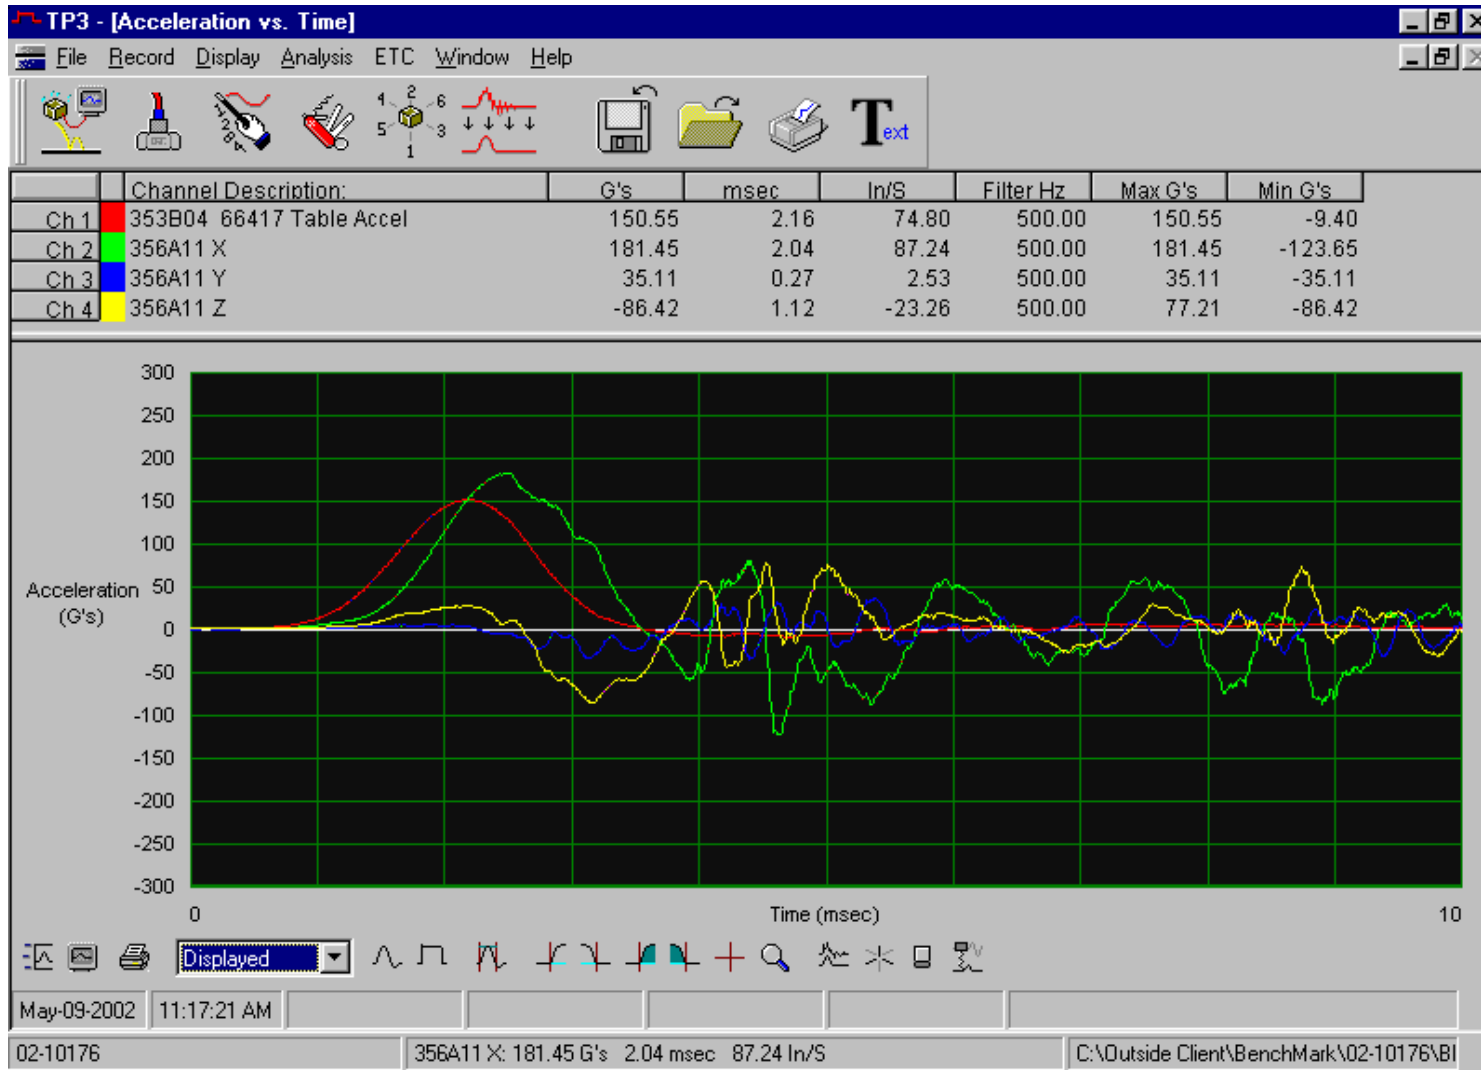 TP3 - [Acceleration vs. Time]
File Record Display Analysis ETC Window Help
4 2 6 5 3 1 Text
Channel Description: G's msec In/S Filter Hz Max G's Min G's
Ch 1 353B04 66417 Table Accel 150.55 2.16 74.80 500.00 150.55 -9.40
Ch 2 356A11 X 181.45 2.04 87.24 500.00 181.45 -123.65
Ch 3 356A11 Y 35.11 0.27 2.53 500.00 35.11 -35.11
Ch 4 356A11 Z -86.42 1.12 -23.26 500.00 77.21 -86.42
300
250
200
150
100
Acceleration 50
(G's)
0
-50
-100
-150
-200
-250
-300
0 Time (msec) 10
Displayed
May-09-2002 11:17:21 AM
02-10176 356A11 X: 181.45 G's 2.04 msec 87.24 In/S C:\Outside Client\BenchMark\02-10176\Bl